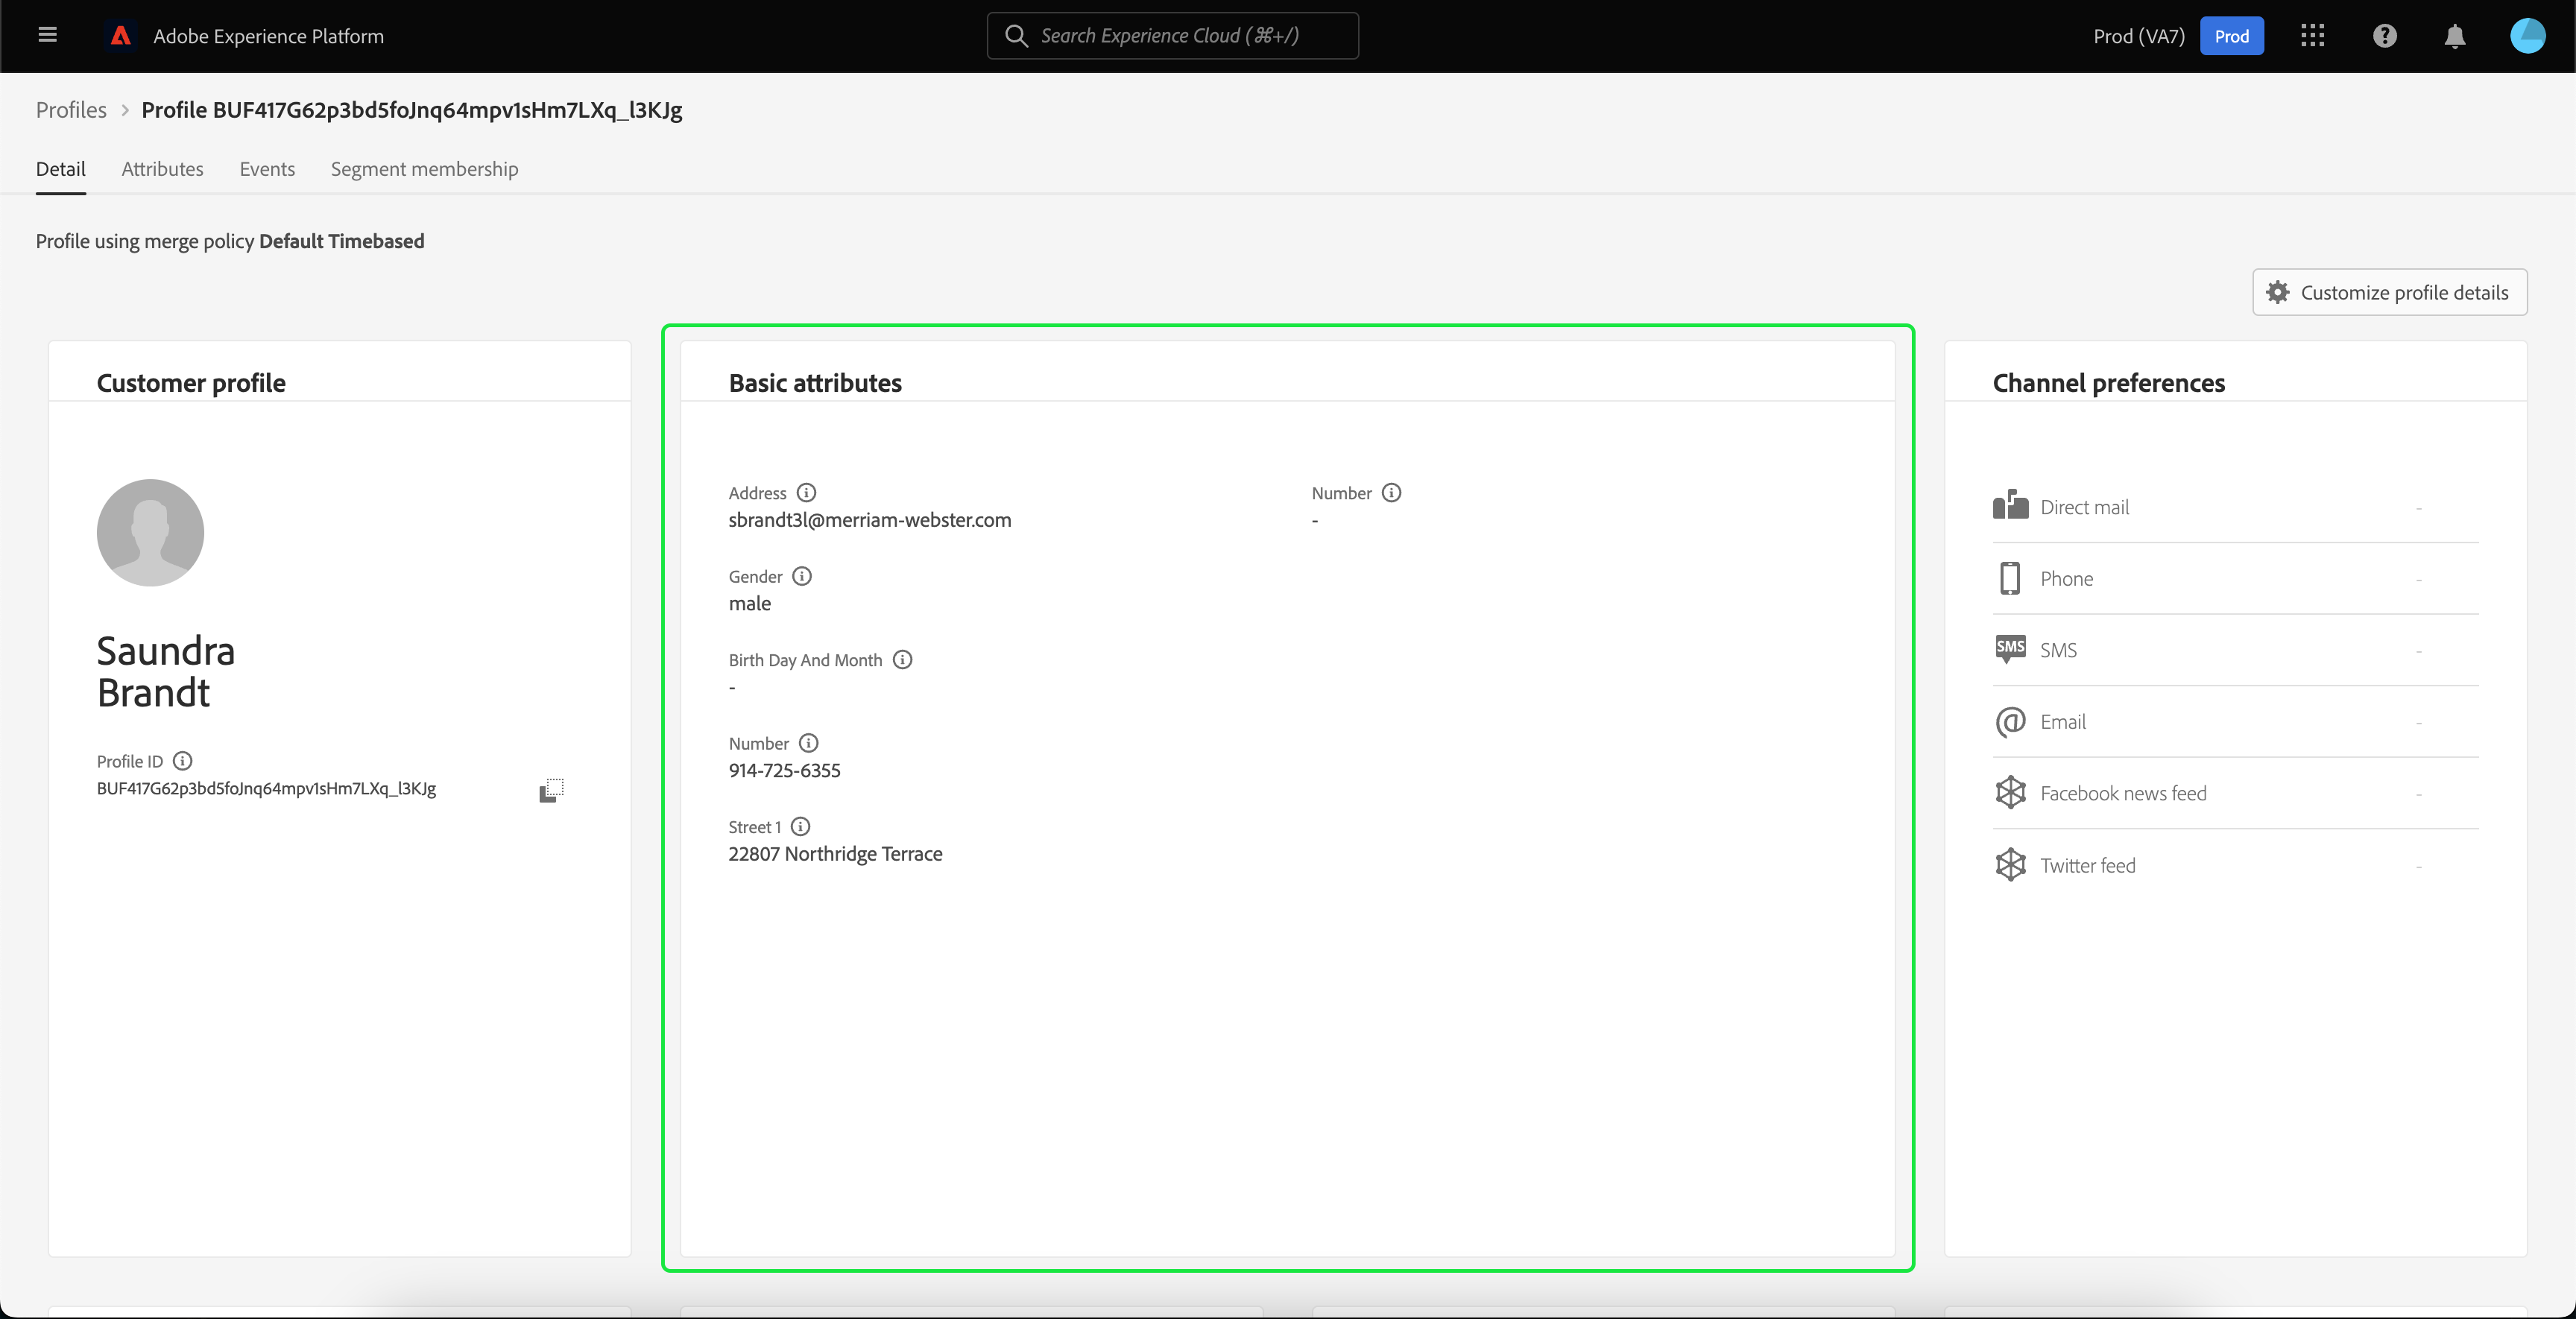 Adobe Experience Platform
Search Experience Cloud (⌘+/)
Prod (VA7)
Prod
Profiles > Profile BUF417G62p3bd5foJnq64mpv1sHm7LXq_l3KJg
Detail
Attributes
Events
Segment membership
Profile using merge policy Default Timebased
Customize profile details
Customer profile
Saundra
Brandt
Profile ID
BUF417G62p3bd5foJnq64mpv1sHm7LXq_l3KJg
Basic attributes
Address
sbrandt3l@merriam-webster.com
Gender
male
Birth Day And Month
-
Number
914-725-6355
Street 1
22807 Northridge Terrace
Number
-
Channel preferences
Direct mail -
Phone -
SMS SMS -
Email -
Facebook news feed -
Twitter feed -